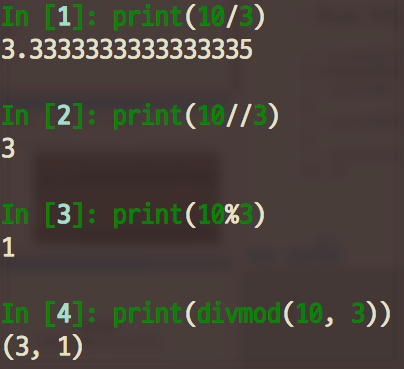 In [1]: print(10/3)
3.3333333333333335
In [2]: print(10//3)
3
In [3]: print(10%3)
1
In [4]: print(divmod(10, 3))
(3, 1)